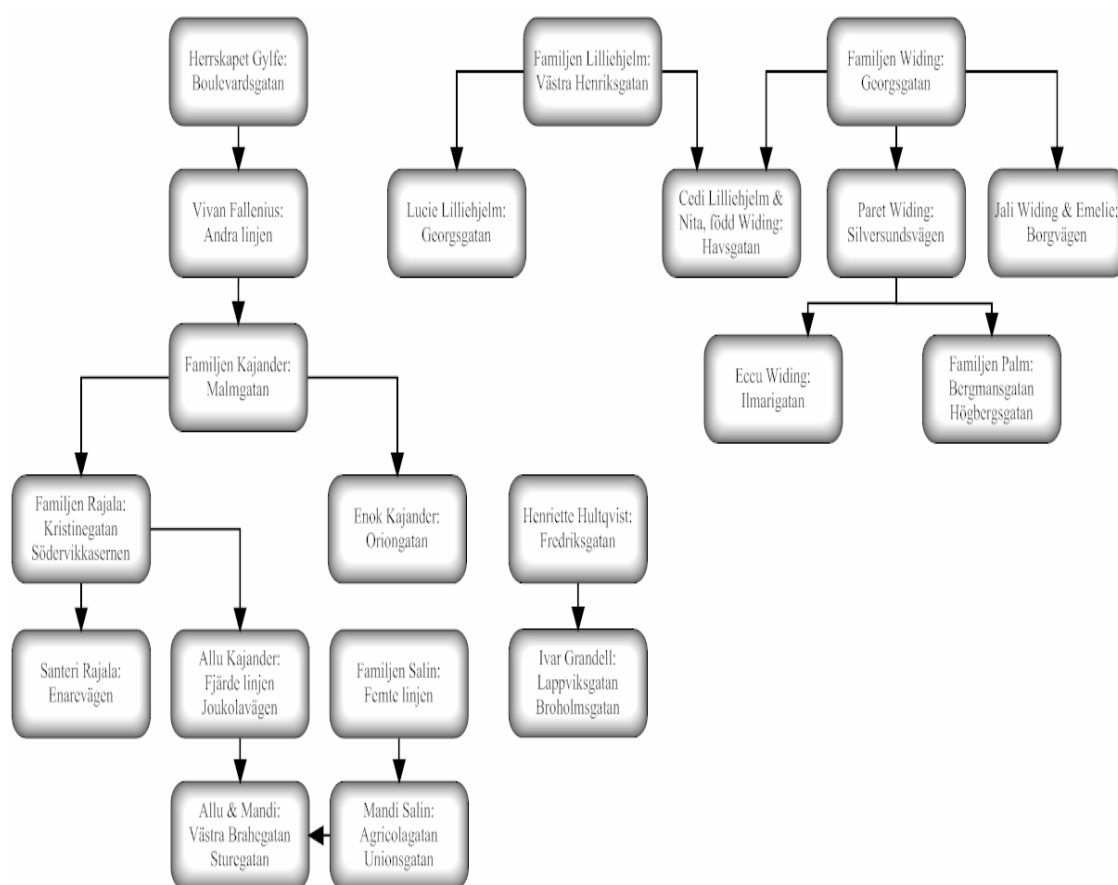 Herrskapet Gylfe:
Boulevardsgatan
Familjen Lilliehjelm:
Västra Henriksgatan
Familjen Widing:
Georgsgatan
Vivan Fallenius:
Andra linjen
Lucie Lilliehjelm:
Georgsgatan
Cedi Lilliehjelm &
Nita, född Widing:
Havsgatan
Paret Widing:
Silversundsvägen
Jali Widing & Emelie:
Borgvägen
Familjen Kajander:
Malmgatan
Eccu Widing:
Ilmarigatan
Familjen Palm:
Bergmansgatan
Högbergsgatan
Familjen Rajala:
Kristinegatan
Södervikkasernen
Enok Kajander:
Oriongatan
Henriette Hultqvist:
Fredriksgatan
Santeri Rajala:
Enarevägen
Allu Kajander:
Fjärde linjen
Joukolavägen
Familjen Salin:
Femte linjen
Ivar Grandell:
Lappviksgatan
Broholmsgatan
Allu & Mandi:
Västra Brahegatan
Sturegatan
Mandi Salin:
Agricolagatan
Unionsgatan